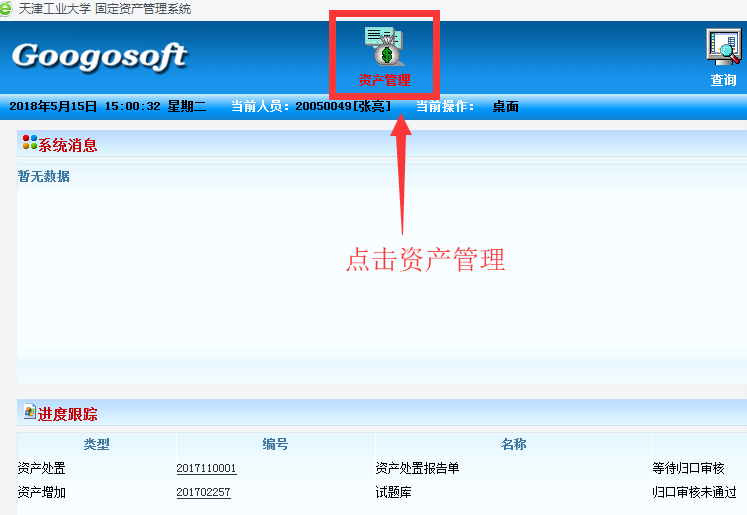 天津工业大学 固定资产管理系统
Googosoft
资产管理
查询
2018年5月15日 15:00:32 星期二 当前人员：20050049[张亮] 当前操作： 桌面
系统消息
暂无数据
点击资产管理
进度跟踪
类型 编号 名称
资产处置 2017110001 资产处置报告单 等待归口审核
资产增加 201702257 试题库 归口审核未通过